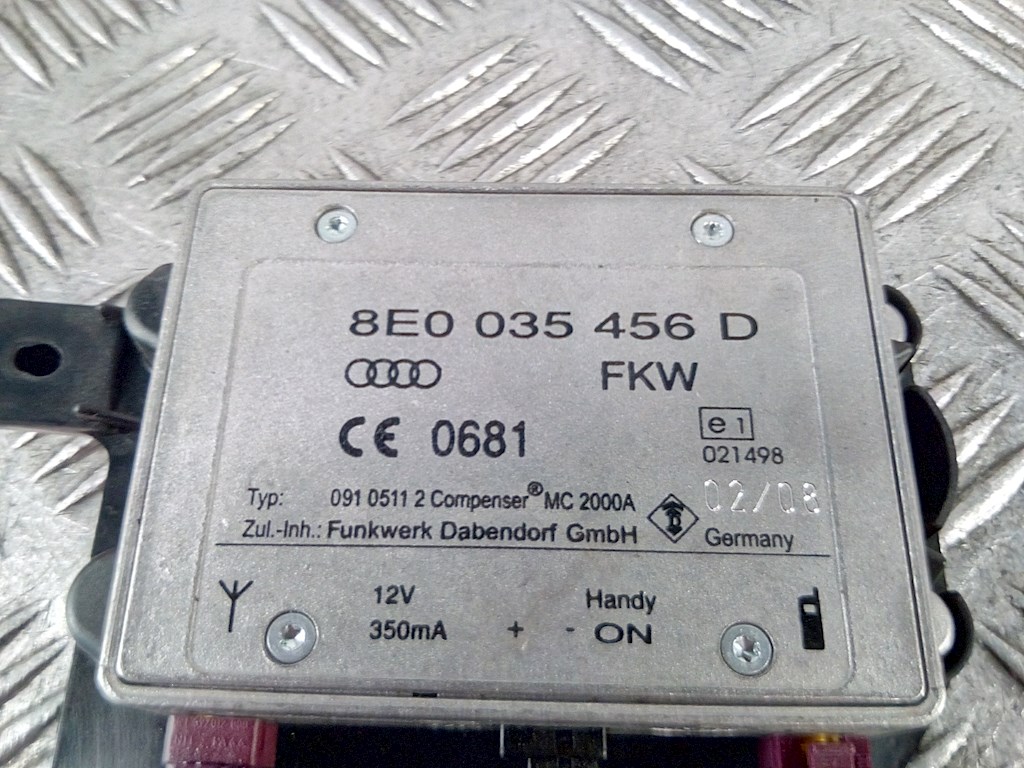 8E0 035 456 D
FKW
CE 0681
e 1
021498
Typ: 091 0511 2 Compenser® MC 2000A
02/08
Zul.-Inh.: Funkwerk Dabendorf GmbH
Germany
12V
Handy
350mA + - ON